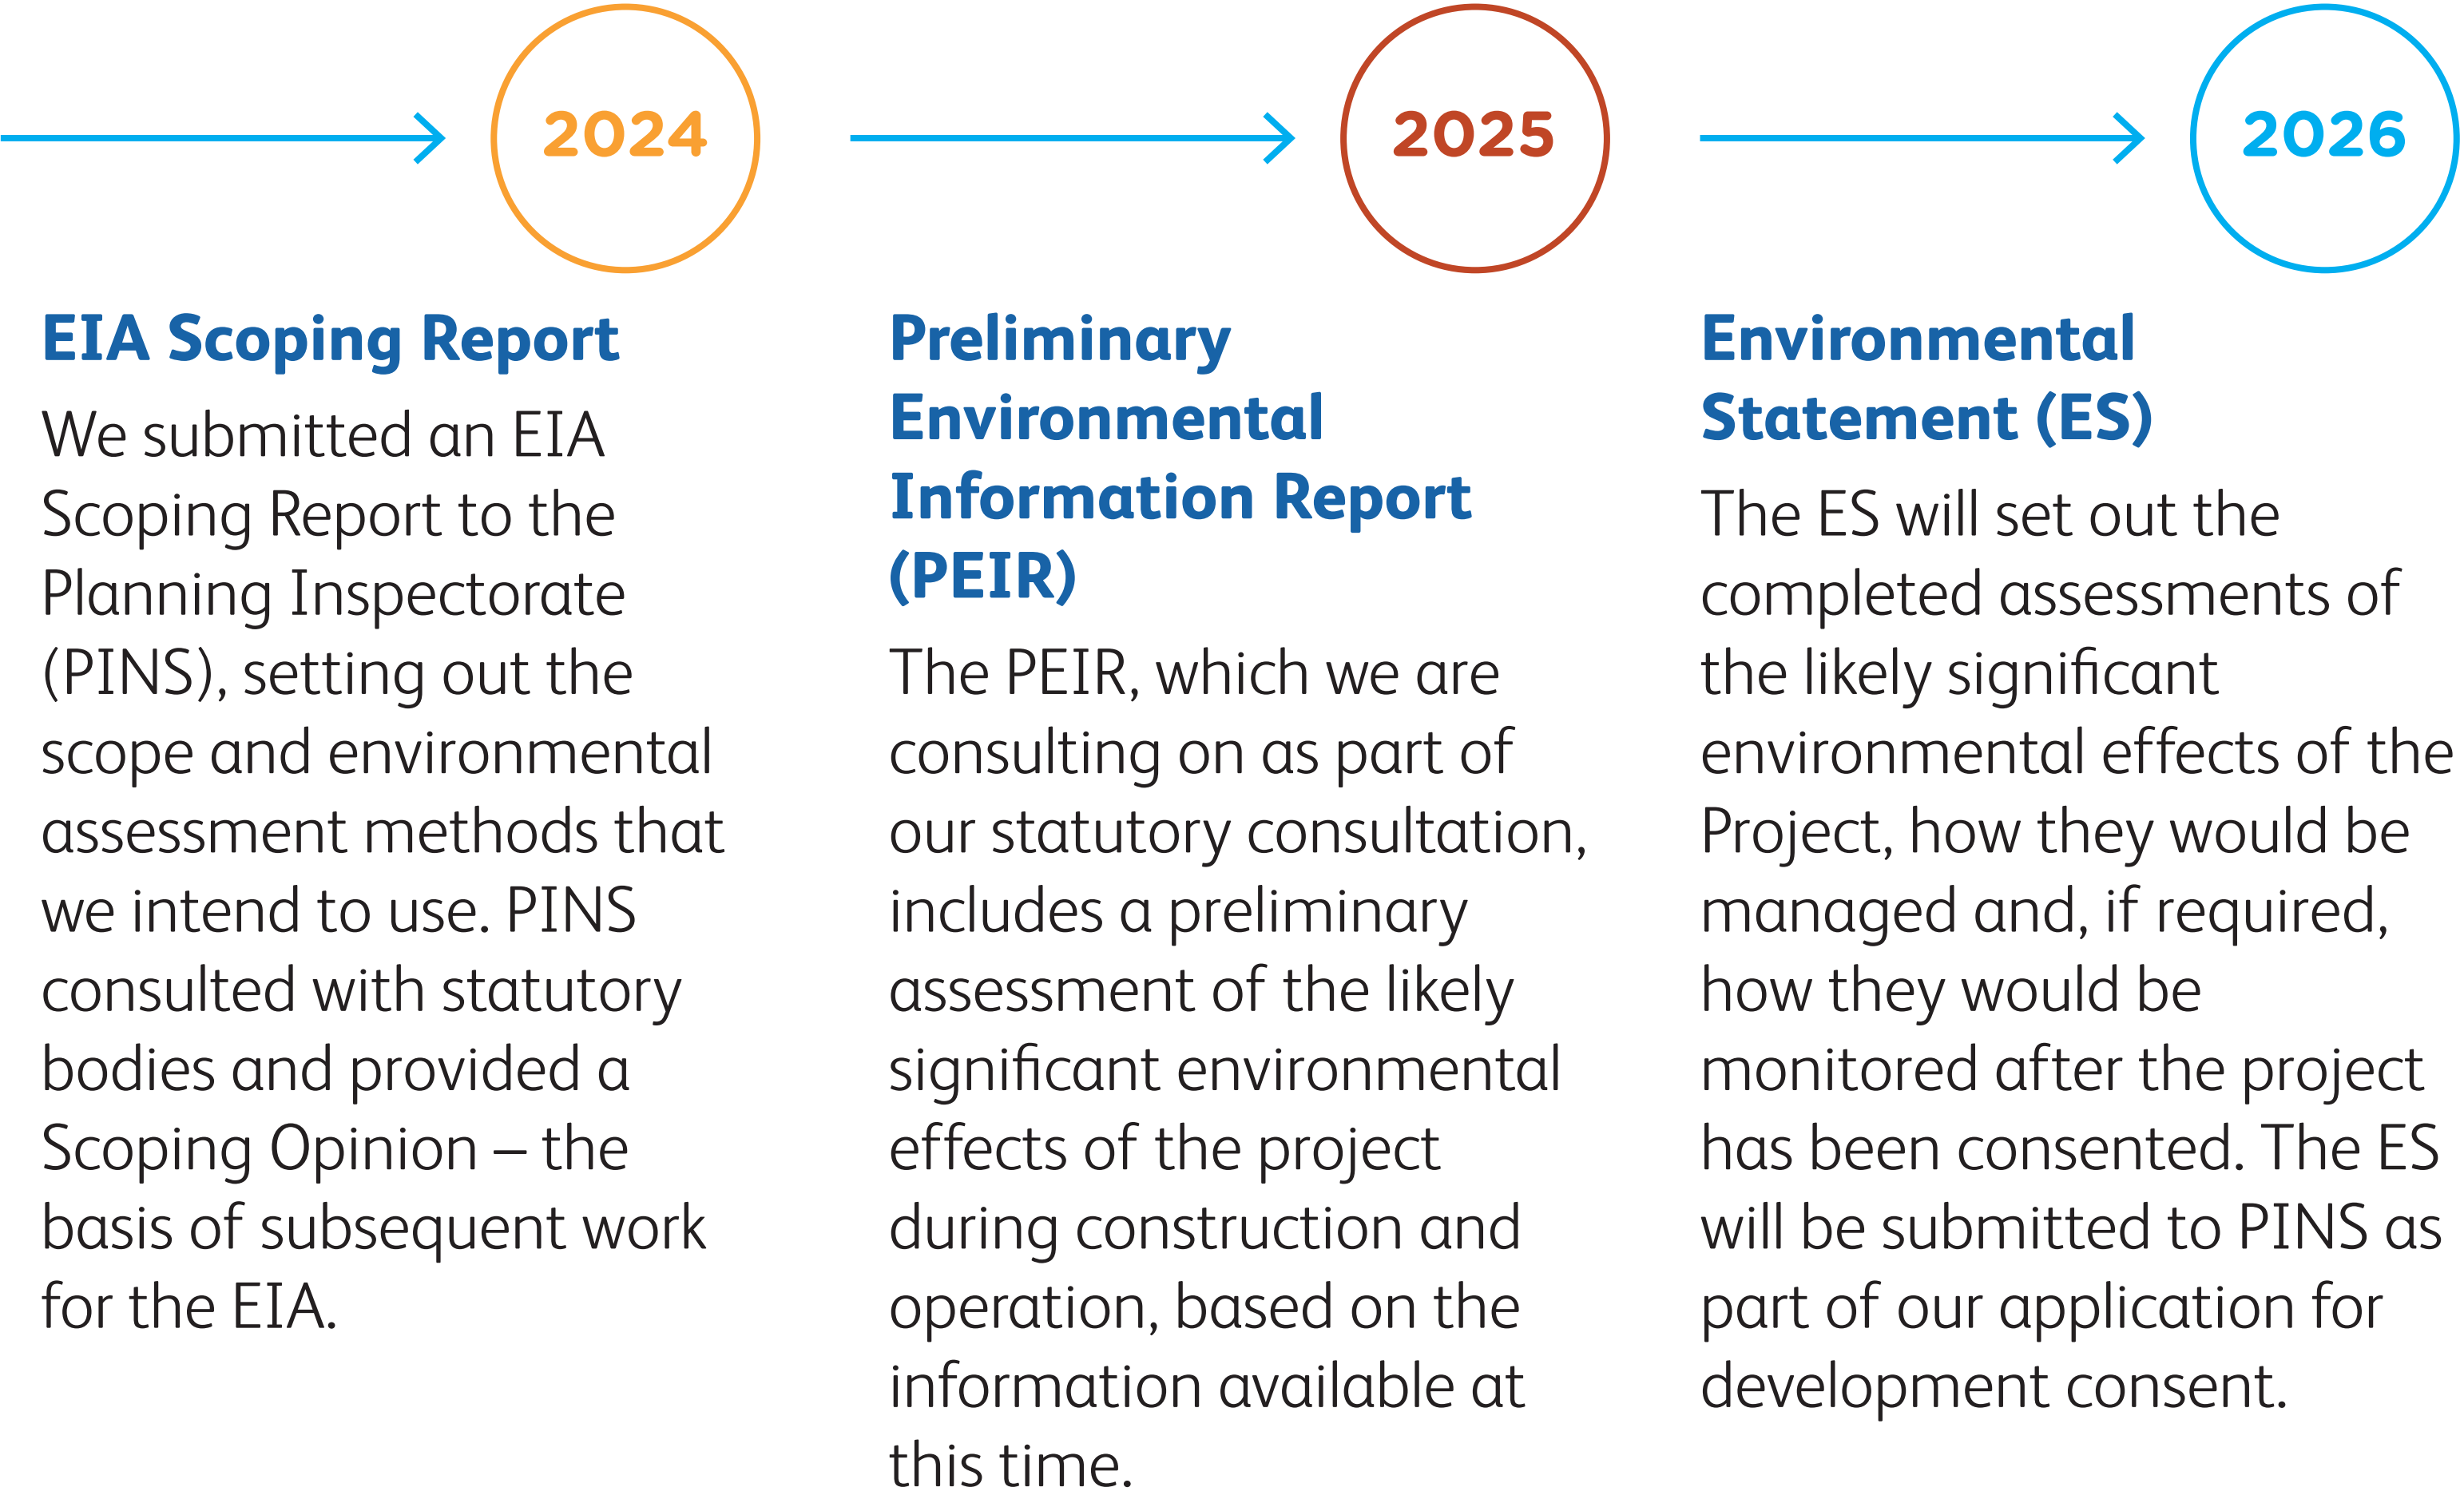 2024
EIA Scoping Report
We submitted an EIA
Scoping Report to the
Planning Inspectorate
(PINS), setting out the
scope and environmental
assessment methods that
we intend to use. PINS
consulted with statutory
bodies and provided a
Scoping Opinion – the
basis of subsequent work
for the EIA.
2025
Preliminary
Environmental
Information Report
(PEIR)
The PEIR, which we are
consulting on as part of
our statutory consultation,
includes a preliminary
assessment of the likely
significant environmental
effects of the project
during construction and
operation, based on the
information available at
this time.
2026
Environmental
Statement (ES)
The ES will set out the
completed assessments of
the likely significant
environmental effects of the
Project, how they would be
managed and, if required,
how they would be
monitored after the project
has been consented. The ES
will be submitted to PINS as
part of our application for
development consent.